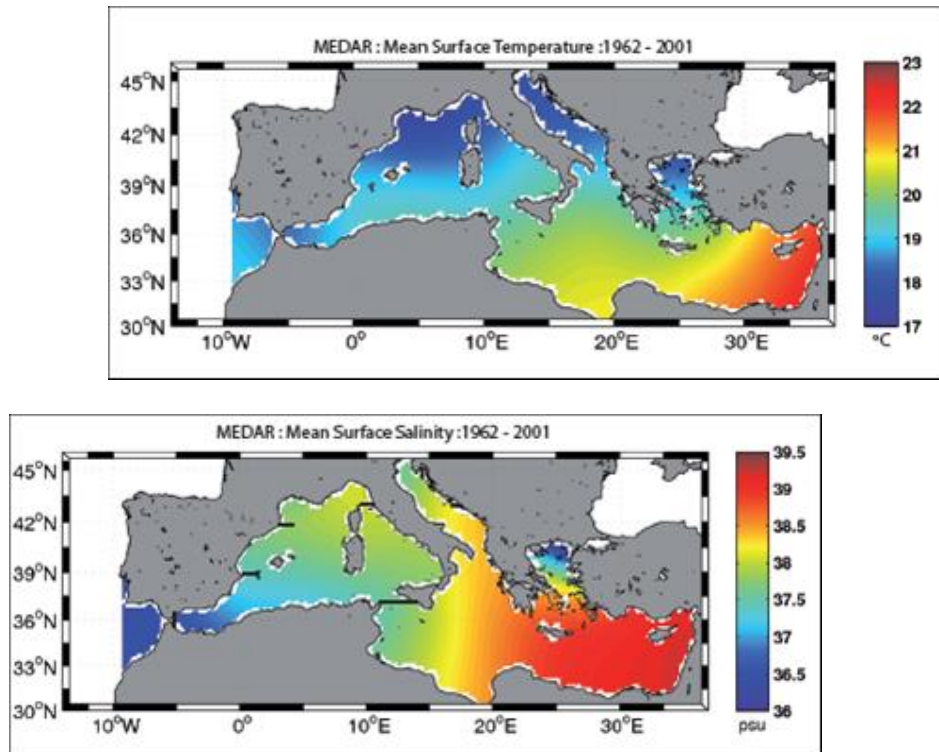 MEDAR : Mean Surface Temperature :1962 - 2001
45°N
42°N
39°N
36°N
33°N
30°N
10°W 0° 10°E 20°E 30°E
23
22
21
20
19
18
17
°C
MEDAR : Mean Surface Salinity :1962 - 2001
45°N
42°N
39°N
36°N
33°N
30°N
10°W 0° 10°E 20°E 30°E
39.5
39
38.5
38
37.5
37
36.5
36
psu